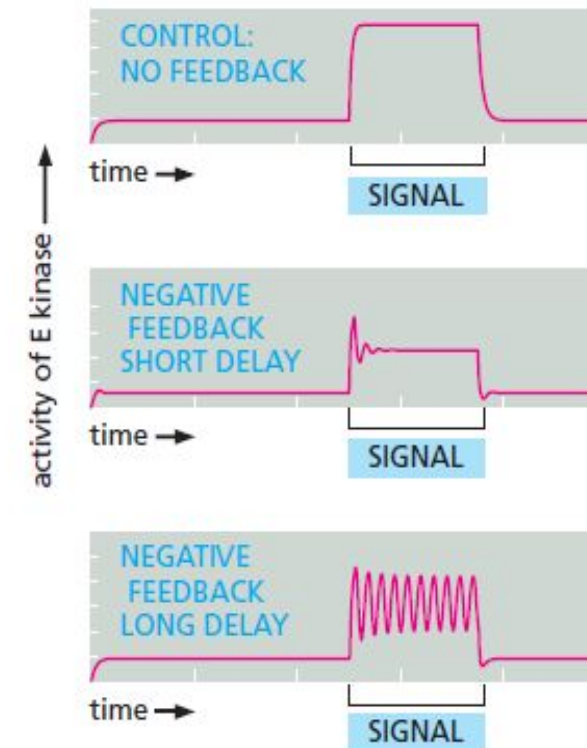 CONTROL:
NO FEEDBACK
time
SIGNAL
activity of E kinase
NEGATIVE
FEEDBACK
SHORT DELAY
time
SIGNAL
NEGATIVE
FEEDBACK
LONG DELAY
time
SIGNAL